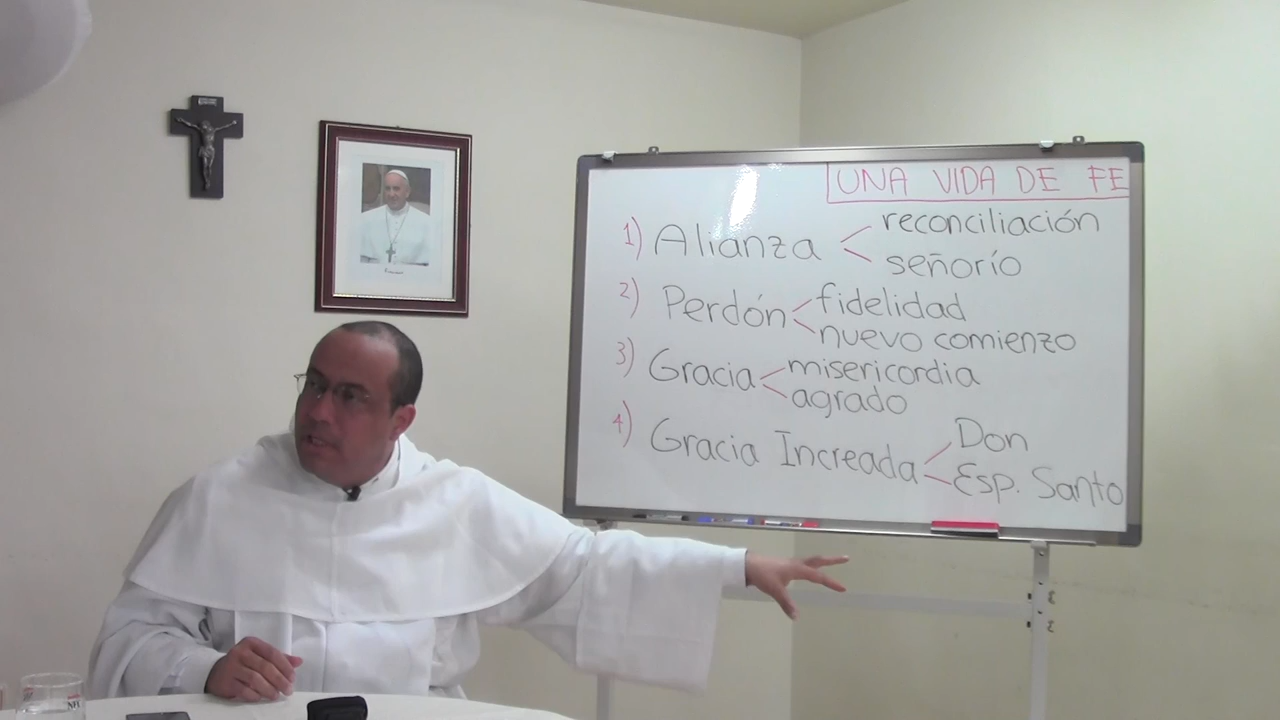 UNA VIDA DE FE
1) Alianza < reconciliación
señorío
2) Perdón < fidelidad
nuevo comienzo
3) Gracia < misericordia
agrado
4) Gracia Increada < Don
Esp. Santo